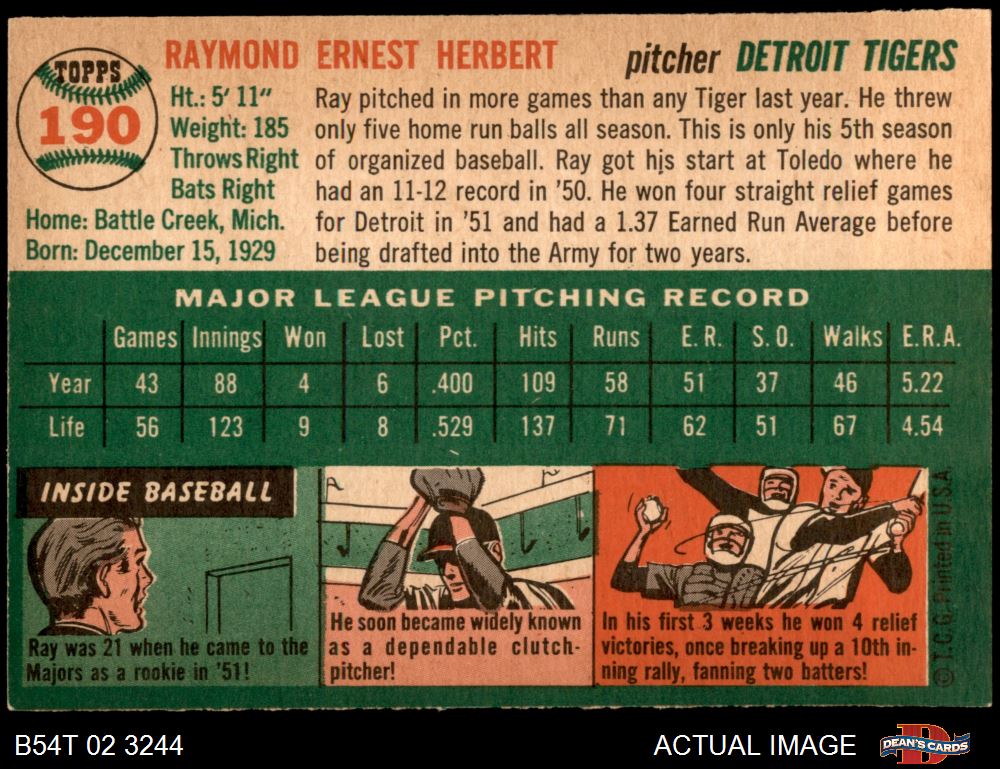 TOPPS
190
RAYMOND ERNEST HERBERT
pitcher DETROIT TIGERS
Ht.: 5' 11"
Weight: 185
Throws Right
Bats Right
Home: Battle Creek, Mich.
Born: December 15, 1929
Ray pitched in more games than any Tiger last year. He threw
only five home run balls all season. This is only his 5th season
of organized baseball. Ray got his start at Toledo where he
had an 11-12 record in '50. He won four straight relief games
for Detroit in '51 and had a 1.37 Earned Run Average before
being drafted into the Army for two years.
MAJOR LEAGUE PITCHING RECORD
Games Innings Won Lost Pct. Hits Runs E. R. S. O. Walks E.R.A.
Year 43 88 4 6 .400 109 58 51 37 46 5.22
Life 56 123 9 8 .529 137 71 62 51 67 4.54
INSIDE BASEBALL
Ray was 21 when he came to the
Majors as a rookie in '51!
He soon became widely known
as a dependable clutch-
pitcher!
In his first 3 weeks he won 4 relief
victories, once breaking up a 10th in-
ning rally, fanning two batters!
© T.C.G. Printed in U.S.A.
B54T 02 3244
ACTUAL IMAGE
DEAN'S CARDS